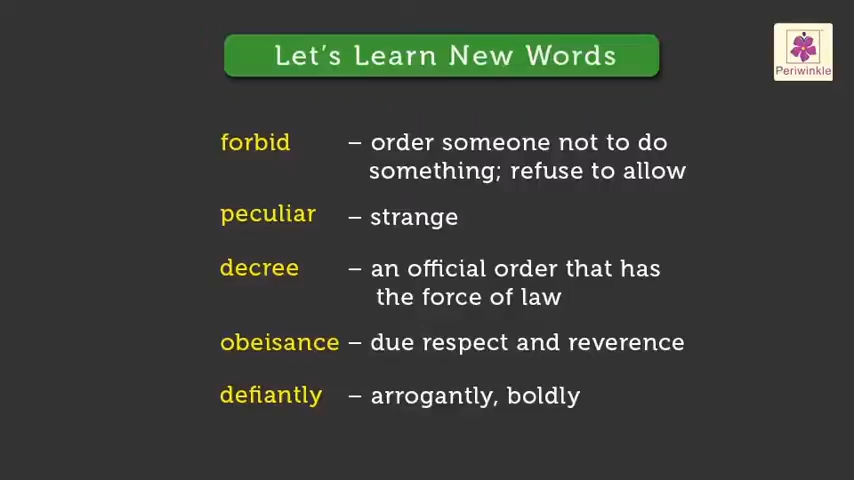 Let's Learn New Words
Periwinkle
forbid – order someone not to do
something; refuse to allow
peculiar – strange
decree – an official order that has
the force of law
obeisance – due respect and reverence
defiantly – arrogantly, boldly